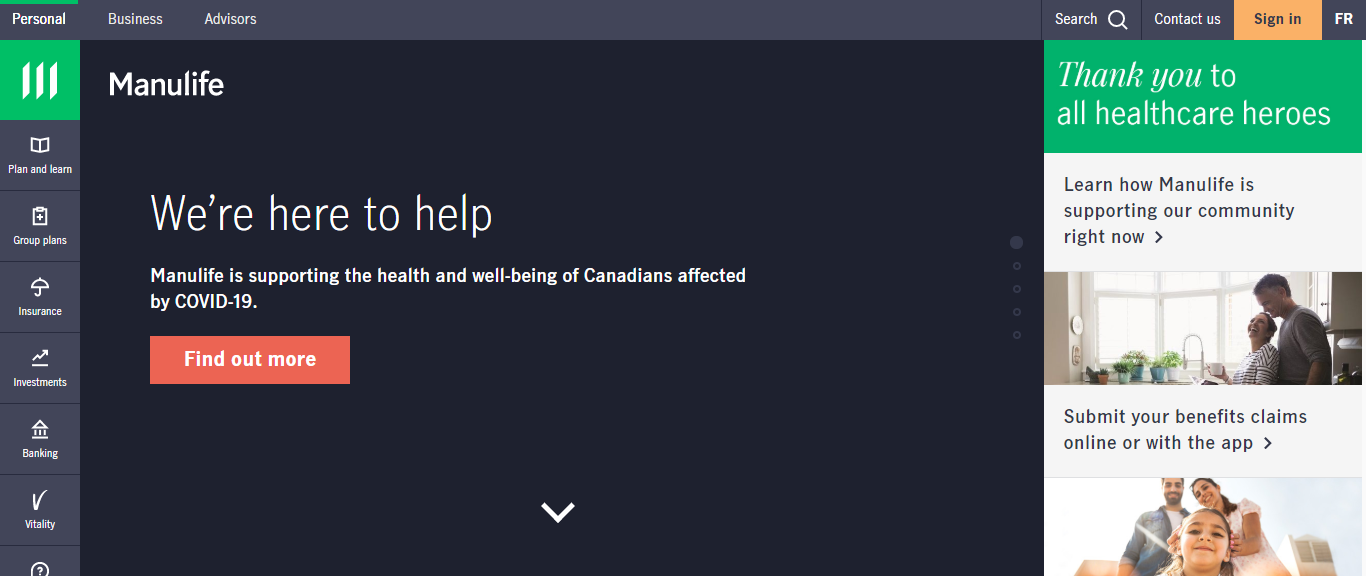 Personal
Business
Advisors
Search
Contact us
Sign in
FR
Manulife
Plan and learn
Group plans
Insurance
Investments
Banking
Vitality
We're here to help
Manulife is supporting the health and well-being of Canadians affected
by COVID-19.
Find out more
Thank you to
all healthcare heroes
Learn how Manulife is
supporting our community
right now
Submit your benefits claims
online or with the app